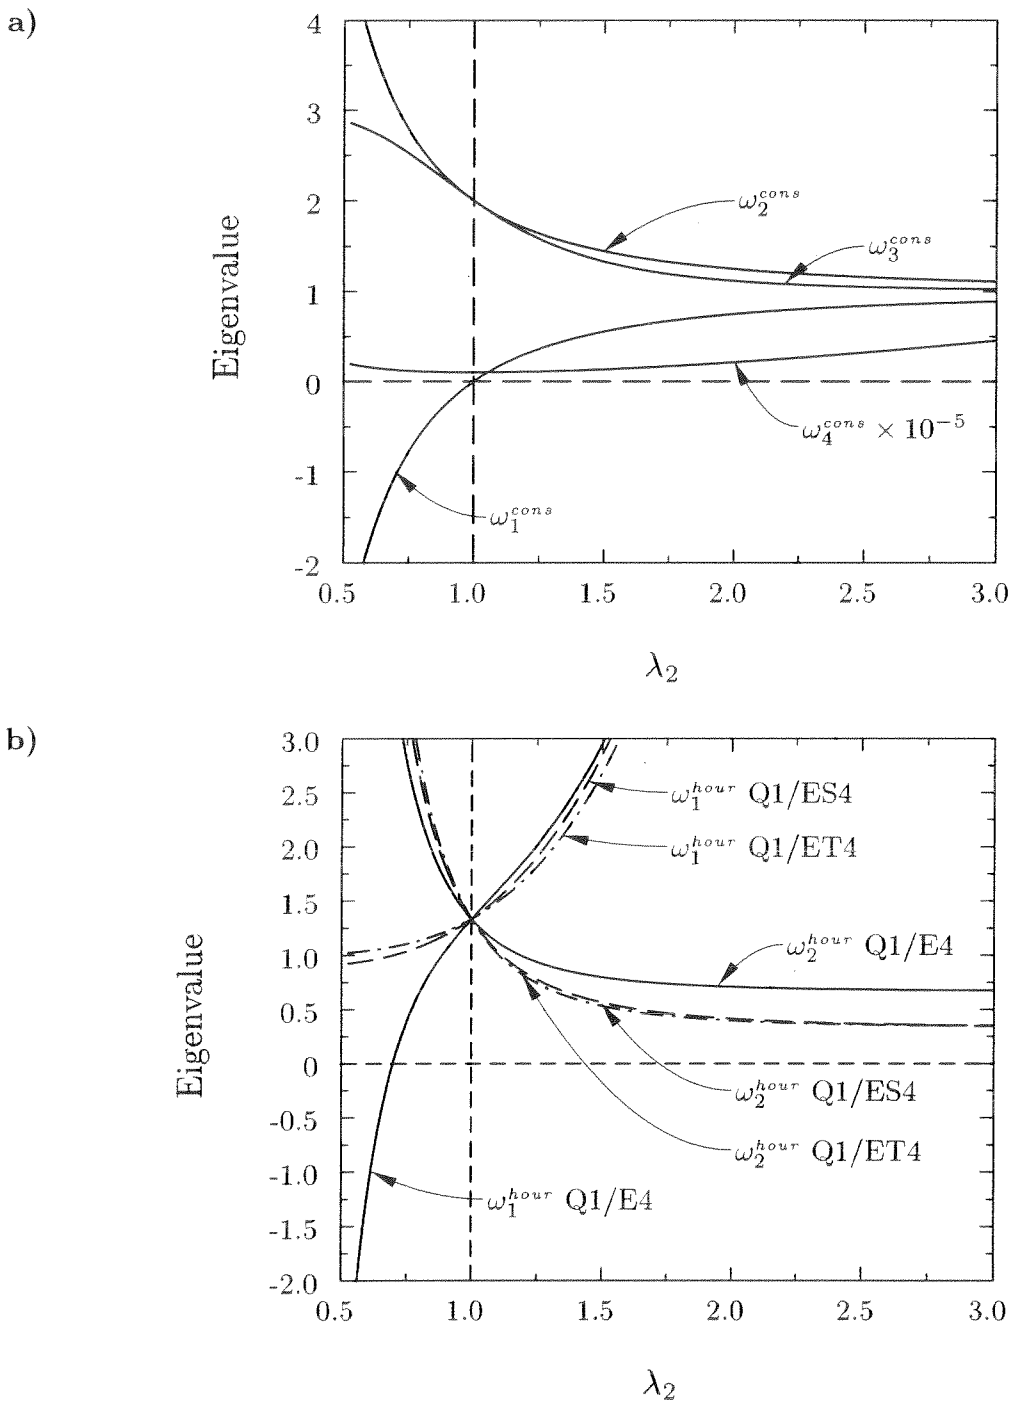 a)
4
3
2
1
0
-1
-2
Eigenvalue
ω₂ᶜᵒⁿˢ
ω₃ᶜᵒⁿˢ
ω₄ᶜᵒⁿˢ × 10⁻⁵
ω₁ᶜᵒⁿˢ
0.5 1.0 1.5 2.0 2.5 3.0
λ₂
b)
3.0
2.5
2.0
1.5
1.0
0.5
0
-0.5
-1.0
-1.5
-2.0
Eigenvalue
ω₁ʰᵒᵘʳ Q1/ES4
ω₁ʰᵒᵘʳ Q1/ET4
ω₂ʰᵒᵘʳ Q1/E4
ω₂ʰᵒᵘʳ Q1/ES4
ω₂ʰᵒᵘʳ Q1/ET4
ω₁ʰᵒᵘʳ Q1/E4
0.5 1.0 1.5 2.0 2.5 3.0
λ₂